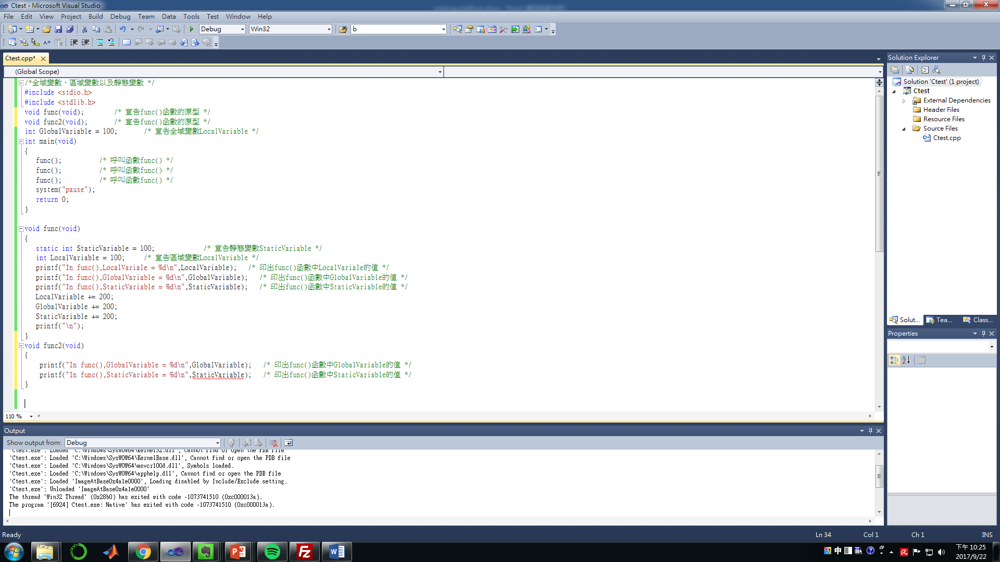 Ctest - Microsoft Visual Studio
File Edit View Project Build Debug Team Data Tools Test Window Help
Debug Win32 b
Ctest.cpp*
(Global Scope)
/*全域變數、區域變數以及靜態變數 */
#include <stdio.h>
#include <stdlib.h>
void func(void); /* 宣告func()函數的原型 */
void func2(void); /* 宣告func()函數的原型 */
int GlobalVariable = 100; /* 宣告全域變數LocalVariable */
int main(void)
{
func(); /* 呼叫函數func() */
func(); /* 呼叫函數func() */
func(); /* 呼叫函數func() */
system("pause");
return 0;
}
void func(void)
{
static int StaticVariable = 100; /* 宣告靜態變數StaticVariable */
int LocalVariable = 100; /* 宣告區域變數LocalVariable */
printf("In func(),LocalVariale = %d\n",LocalVariable); /* 印出func()函數中LocalVariale的值 */
printf("In func(),GlobalVariable = %d\n",GlobalVariable); /* 印出func()函數中GlobalVariable的值 */
printf("In func(),StaticVariable = %d\n",StaticVariable); /* 印出func()函數中StaticVariable的值 */
LocalVariable += 200;
GlobalVariable += 200;
StaticVariable += 200;
printf("\n");
}
void func2(void)
{
printf("In func(),GlobalVariable = %d\n",GlobalVariable); /* 印出func()函數中GlobalVariable的值 */
printf("In func(),StaticVariable = %d\n",StaticVariable); /* 印出func()函數中StaticVariable的值 */
}
110 %
Output
Show output from: Debug
'Ctest.exe': Loaded 'C:\Windows\SysWOW64\kernel32.dll', Cannot find or open the PDB file
'Ctest.exe': Loaded 'C:\Windows\SysWOW64\KernelBase.dll', Cannot find or open the PDB file
'Ctest.exe': Loaded 'C:\Windows\SysWOW64\msvcr100d.dll', Symbols loaded.
'Ctest.exe': Loaded 'C:\Windows\SysWOW64\apphelp.dll', Cannot find or open the PDB file
'Ctest.exe': Loaded 'ImageAtBase0x4a1e0000', Loading disabled by Include/Exclude setting.
'Ctest.exe': Unloaded 'ImageAtBase0x4a1e0000'
The thread 'Win32 Thread' (0x28b0) has exited with code -1073741510 (0xc000013a).
The program '[6924] Ctest.exe: Native' has exited with code -1073741510 (0xc000013a).
Solution Explorer
Solution 'Ctest' (1 project)
Ctest
External Dependencies
Header Files
Resource Files
Source Files
Ctest.cpp
Solut... Tea... Class...
Properties
Ready Ln 34 Col 1 Ch 1 INS
中 下午 10:25
2017/9/22